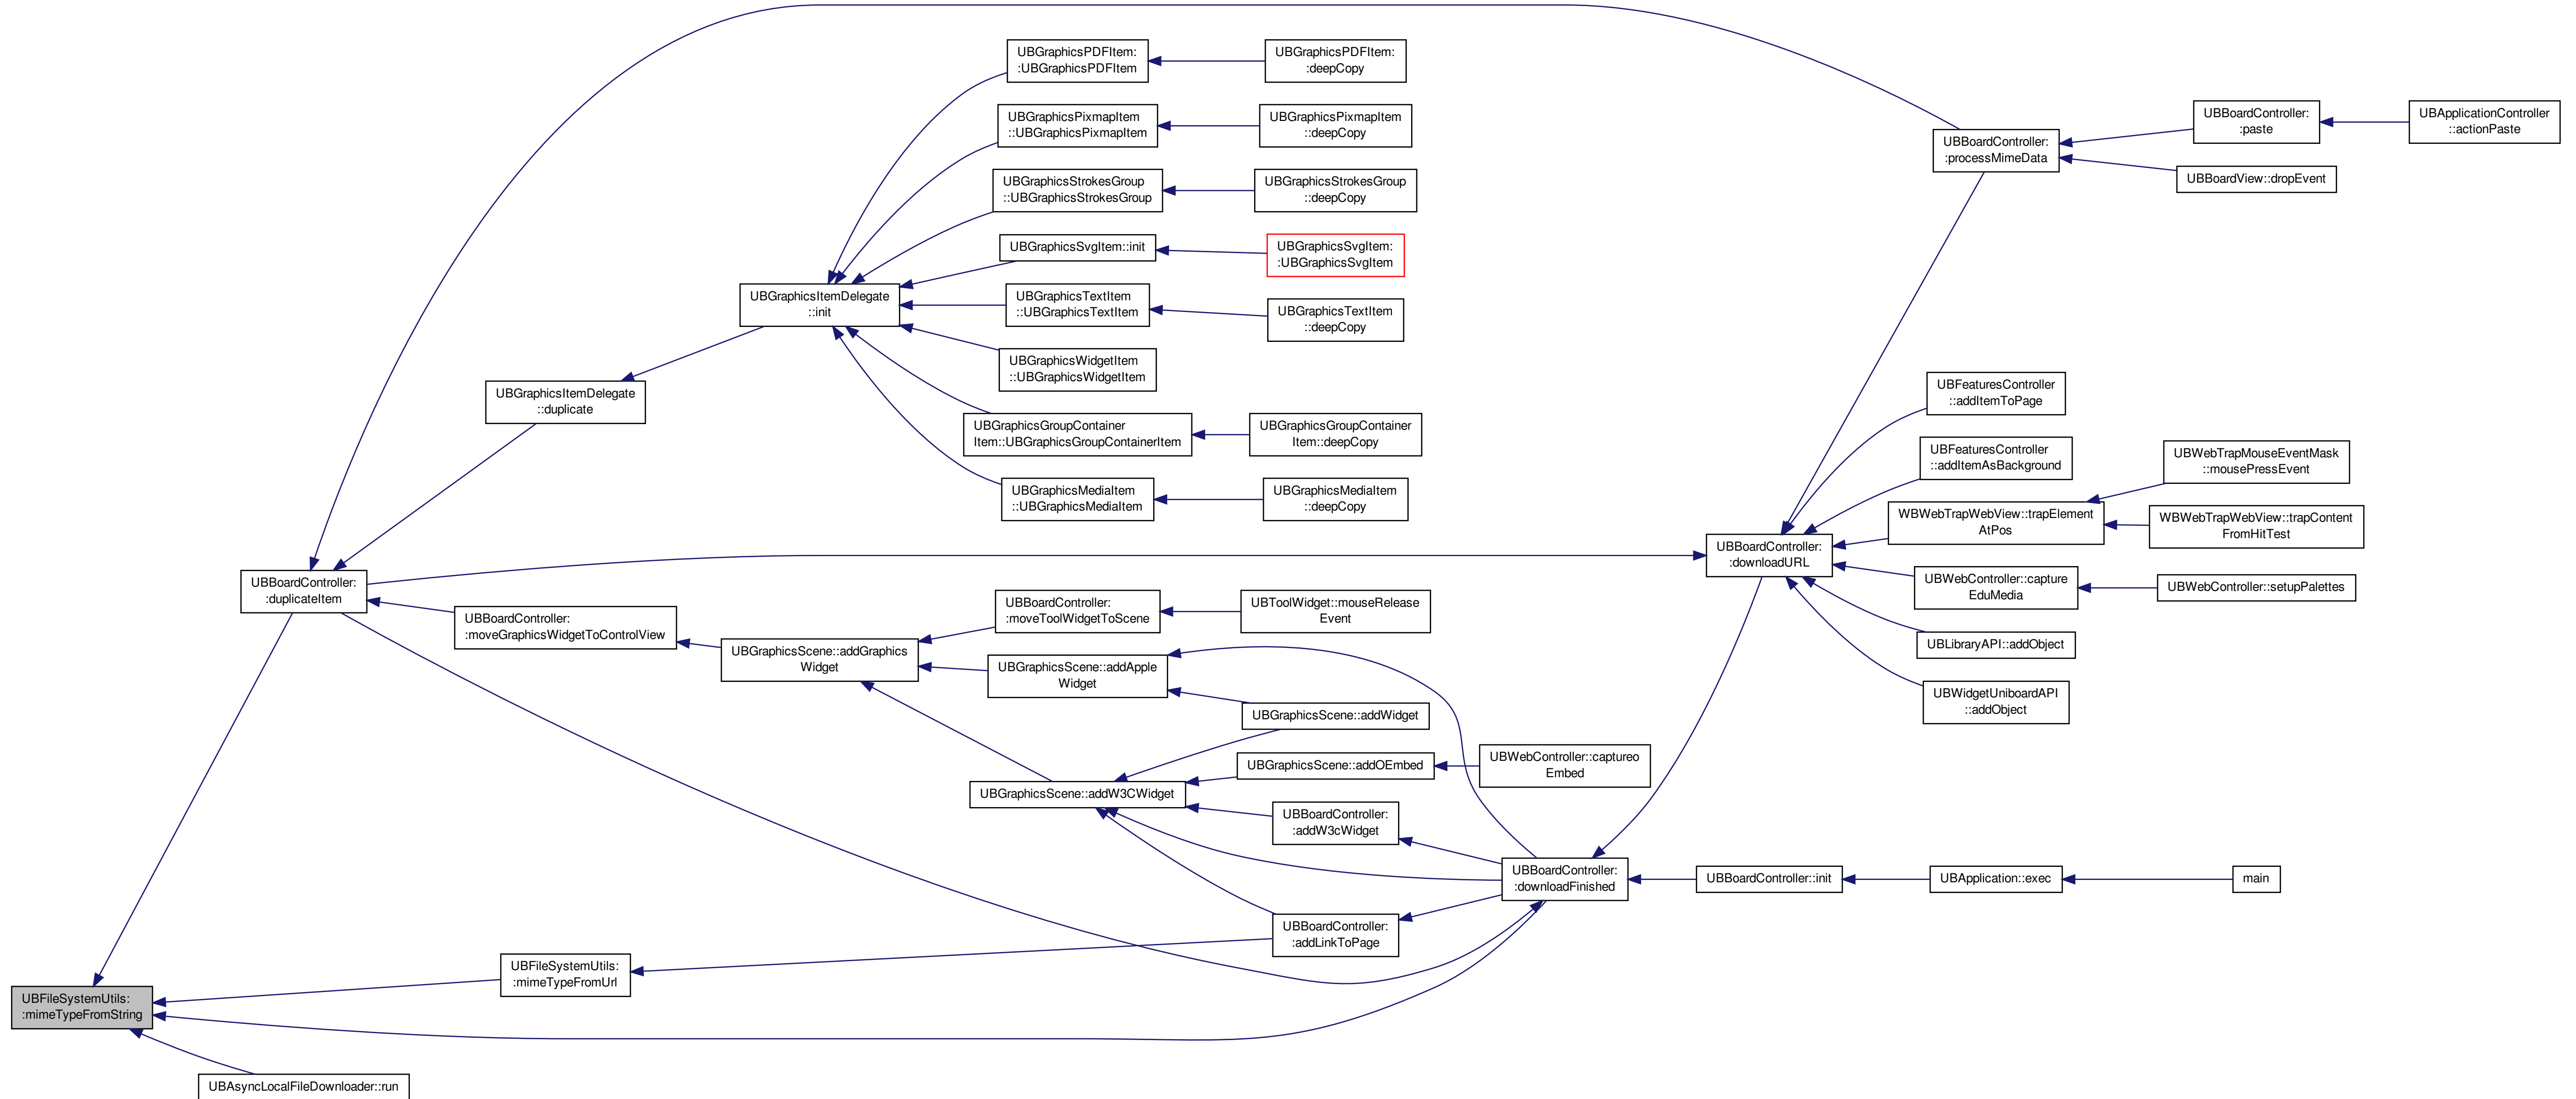 UBGraphicsPDFItem:
:UBGraphicsPDFItem
UBGraphicsPDFItem:
:deepCopy
UBGraphicsPixmapItem
::UBGraphicsPixmapItem
UBGraphicsPixmapItem
::deepCopy
UBBoardController:
:paste
UBApplicationController
::actionPaste
UBBoardController:
:processMimeData
UBBoardView::dropEvent
UBGraphicsStrokesGroup
::UBGraphicsStrokesGroup
UBGraphicsStrokesGroup
::deepCopy
UBGraphicsSvgItem::init
UBGraphicsSvgItem:
:UBGraphicsSvgItem
UBGraphicsItemDelegate
::init
UBGraphicsTextItem
::UBGraphicsTextItem
UBGraphicsTextItem
::deepCopy
UBGraphicsWidgetItem
::UBGraphicsWidgetItem
UBGraphicsItemDelegate
::duplicate
UBFeaturesController
::addItemToPage
UBGraphicsGroupContainer
Item::UBGraphicsGroupContainerItem
UBGraphicsGroupContainer
Item::deepCopy
UBFeaturesController
::addItemAsBackground
UBWebTrapMouseEventMask
::mousePressEvent
UBGraphicsMediaItem
::UBGraphicsMediaItem
UBGraphicsMediaItem
::deepCopy
WBWebTrapWebView::trapElement
AtPos
WBWebTrapWebView::trapContent
FromHitTest
UBBoardController:
:downloadURL
UBBoardController:
:duplicateItem
UBWebController::capture
EduMedia
UBWebController::setupPalettes
UBBoardController:
:moveGraphicsWidgetToControlView
UBBoardController:
:moveToolWidgetToScene
UBToolWidget::mouseRelease
Event
UBLibraryAPI::addObject
UBGraphicsScene::addGraphics
Widget
UBGraphicsScene::addApple
Widget
UBWidgetUniboardAPI
::addObject
UBGraphicsScene::addWidget
UBGraphicsScene::addOEmbed
UBWebController::captureo
Embed
UBGraphicsScene::addW3CWidget
UBBoardController:
:addW3cWidget
UBBoardController:
:downloadFinished
UBBoardController::init
UBApplication::exec
main
UBBoardController:
:addLinkToPage
UBFileSystemUtils:
:mimeTypeFromUrl
UBFileSystemUtils:
:mimeTypeFromString
UBAsyncLocalFileDownloader::run